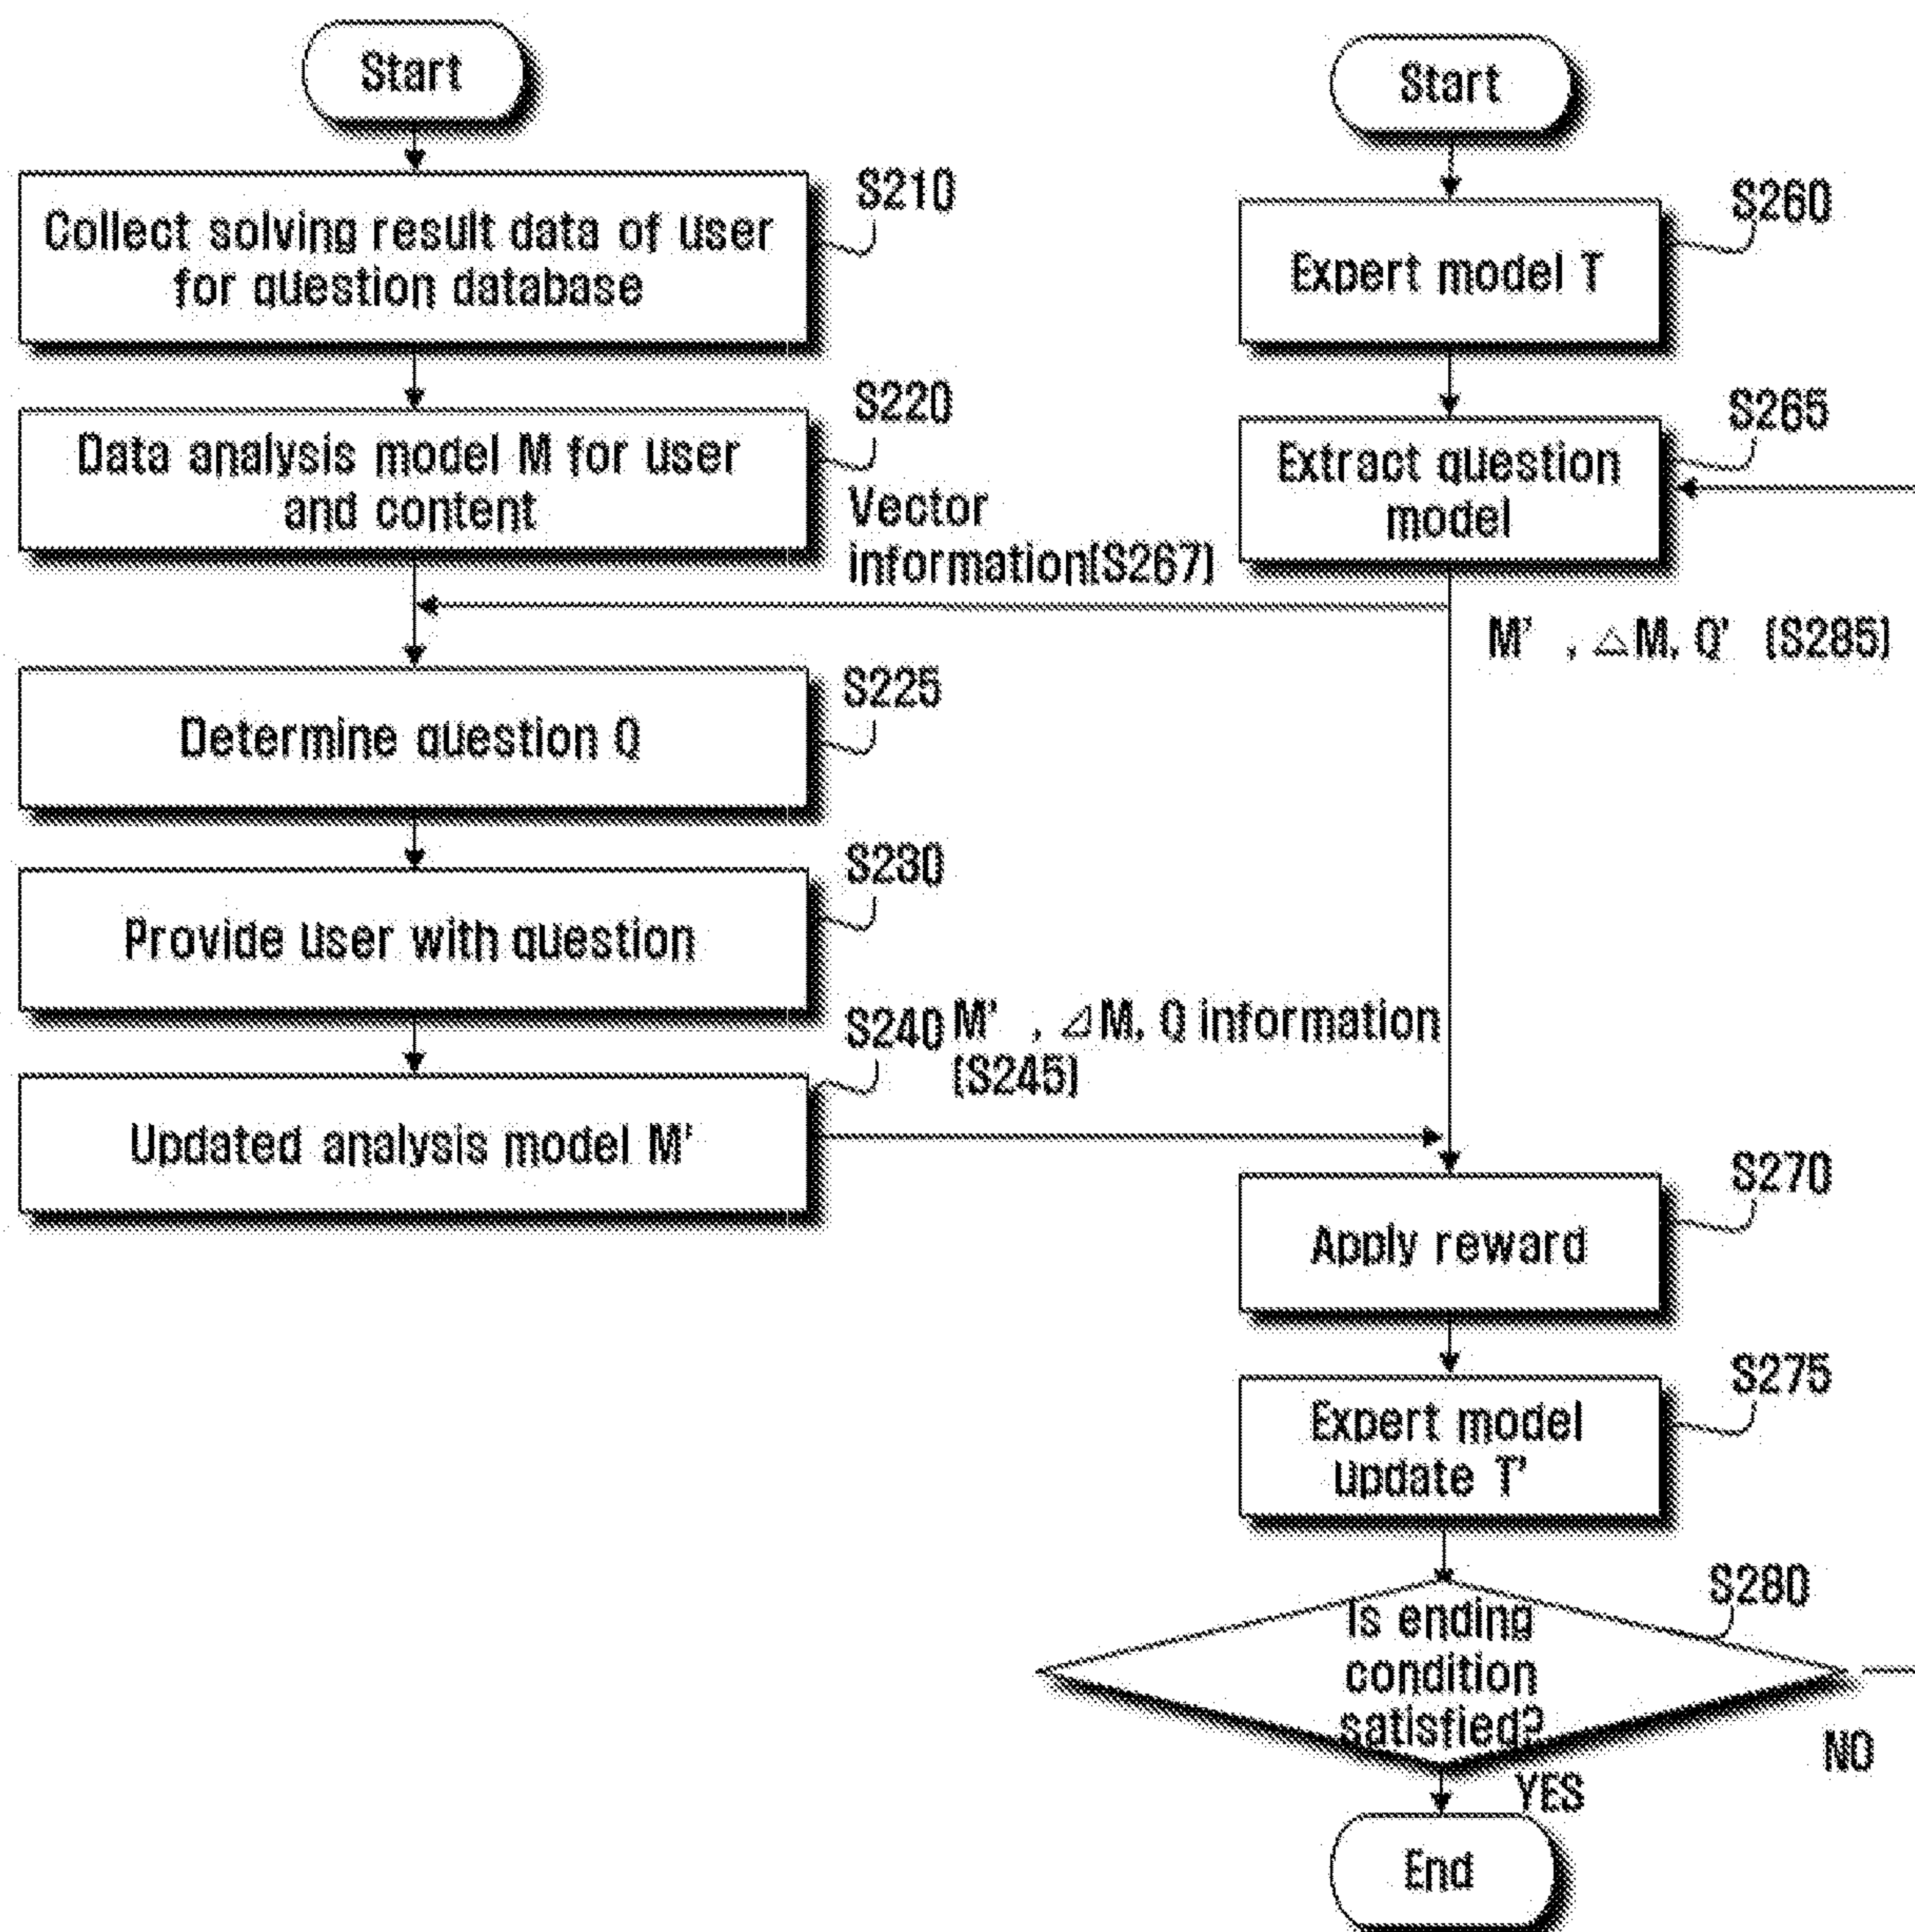 Start
S210
Collect solving result data of user
for question database
S220
Data analysis model M for user
and content
Vector
information(S267)
S225
Determine question Q
S230
Provide user with question
S240
M' , ⊿M, Q information
(S245)
Updated analysis model M'
Start
S260
Expert model T
S265
Extract question
model
M' , △M, Q' (S285)
S270
Apply reward
S275
Expert model
update T'
S280
Is ending
condition
satisfied?
NO
YES
End